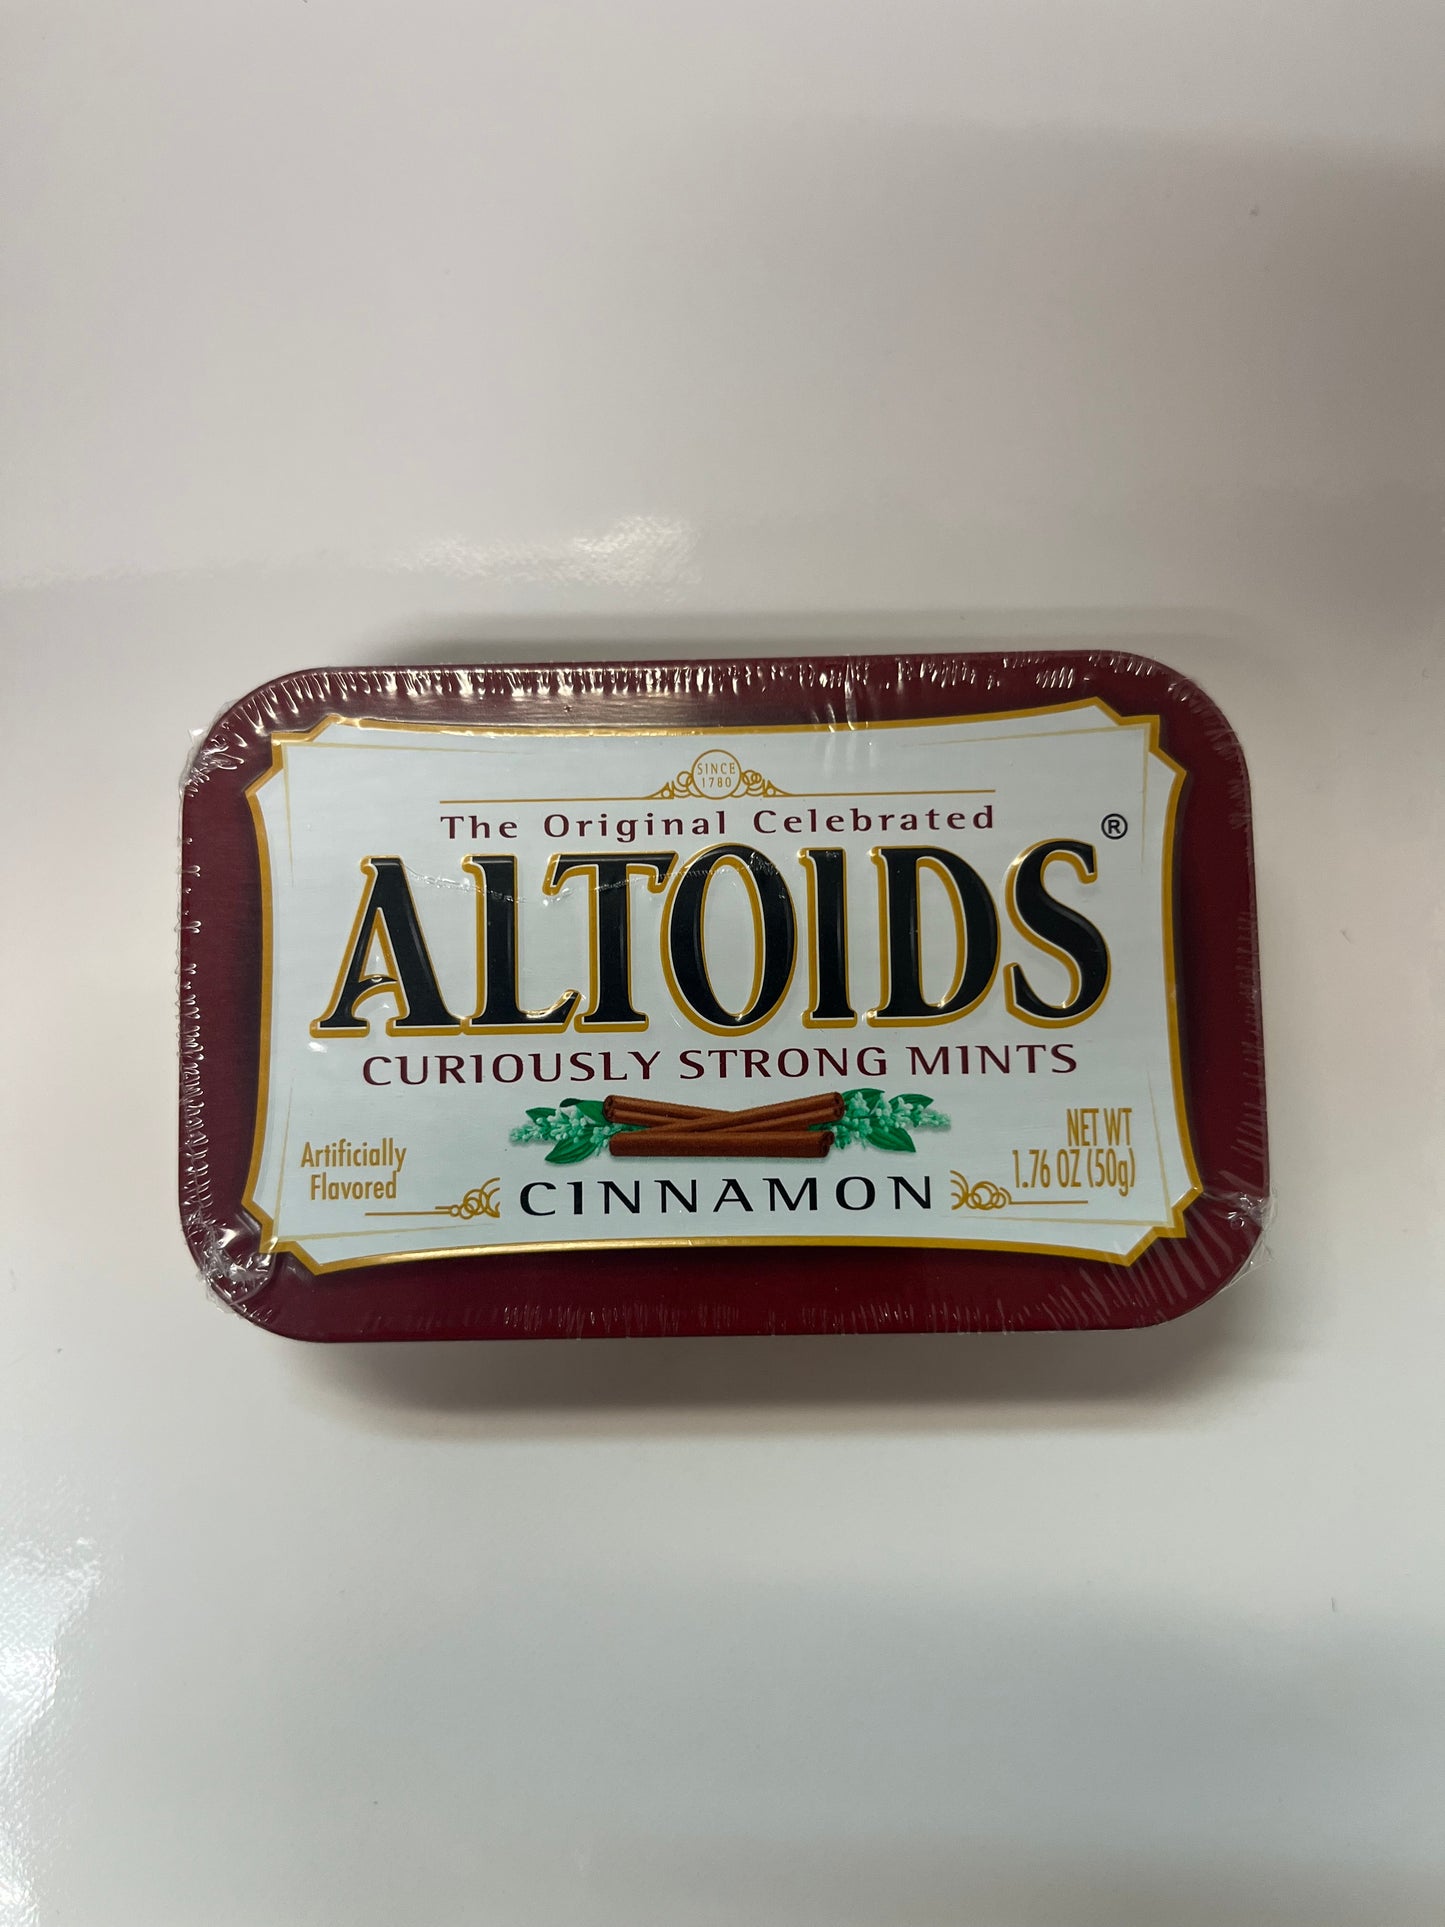 SINCE
1780
The Original Celebrated
ALTOIDS®
CURIOUSLY STRONG MINTS
Artificially
Flavored
CINNAMON
NET WT
1.76 OZ (50g)